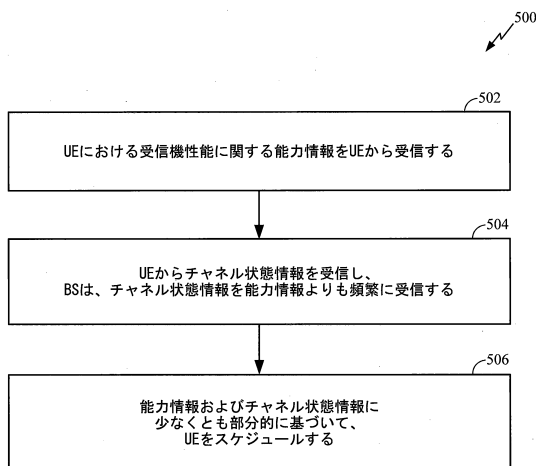 500
502
UEにおける受信機性能に関する能力情報をUEから受信する
504
UEからチャネル状態情報を受信し、
BSは、チャネル状態情報を能力情報よりも頻繁に受信する
506
能力情報およびチャネル状態情報に
少なくとも部分的に基づいて、
UEをスケジュールする